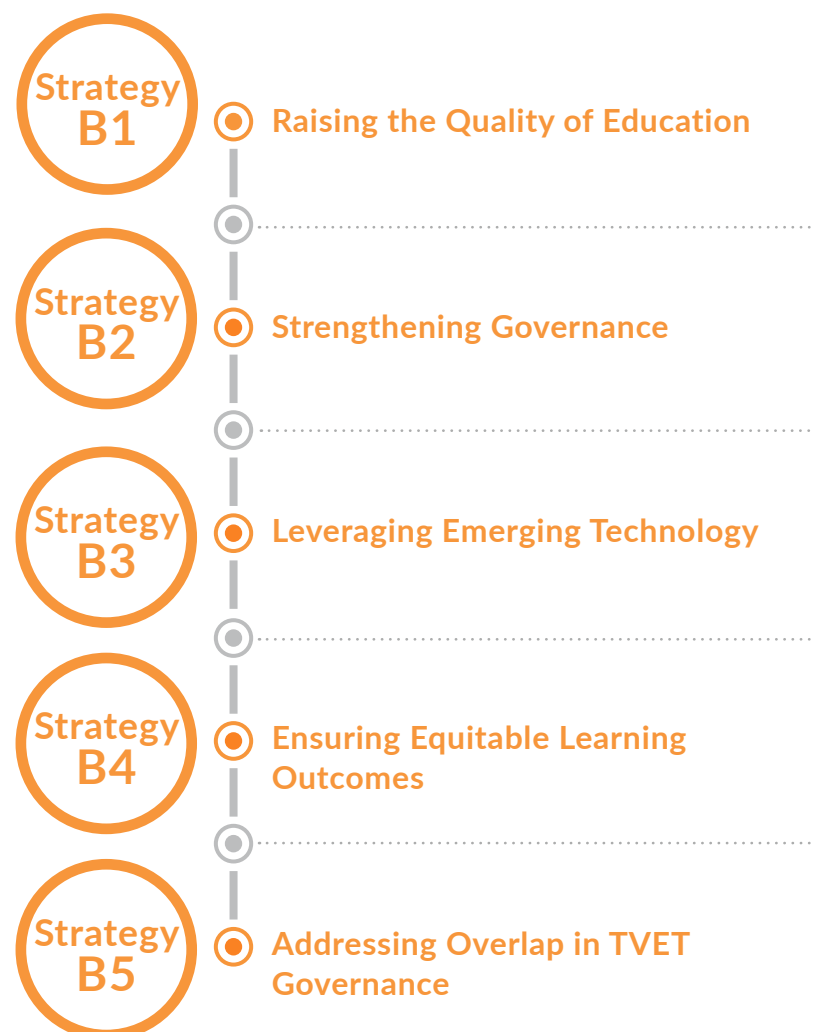 Strategy
B1
Raising the Quality of Education
Strategy
B2
Strengthening Governance
Strategy
B3
Leveraging Emerging Technology
Strategy
B4
Ensuring Equitable Learning
Outcomes
Strategy
B5
Addressing Overlap in TVET
Governance